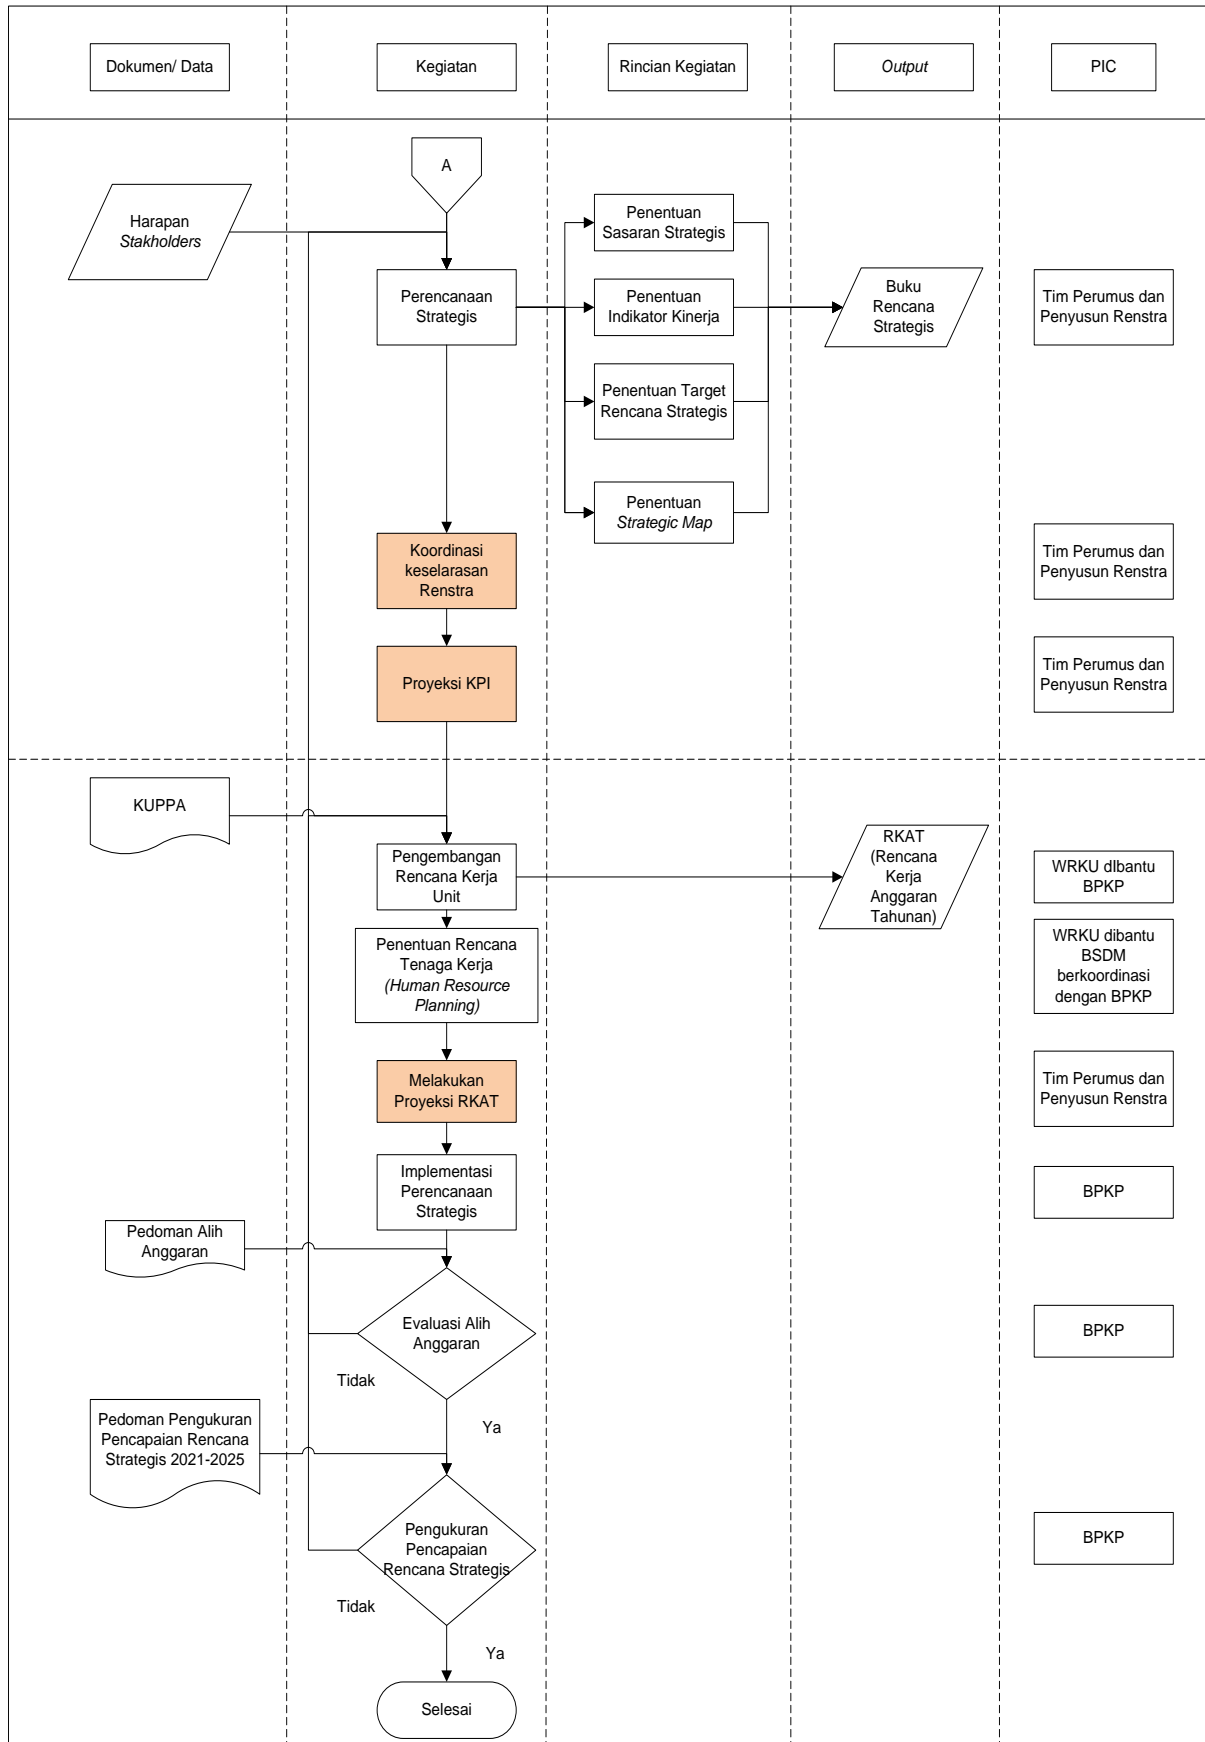 Dokumen/ Data
Kegiatan
Rincian Kegiatan
Output
PIC
A
Harapan
Stakholders
Perencanaan
Strategis
Penentuan
Sasaran Strategis
Penentuan
Indikator Kinerja
Penentuan Target
Rencana Strategis
Penentuan
Strategic Map
Buku
Rencana
Strategis
Tim Perumus dan
Penyusun Renstra
Koordinasi
keselarasan
Renstra
Tim Perumus dan
Penyusun Renstra
Proyeksi KPI
Tim Perumus dan
Penyusun Renstra
KUPPA
Pengembangan
Rencana Kerja
Unit
RKAT
(Rencana
Kerja
Anggaran
Tahunan)
WRKU dIbantu
BPKP
Penentuan Rencana
Tenaga Kerja
(Human Resource
Planning)
WRKU dibantu
BSDM
berkoordinasi
dengan BPKP
Melakukan
Proyeksi RKAT
Tim Perumus dan
Penyusun Renstra
Implementasi
Perencanaan
Strategis
BPKP
Pedoman Alih
Anggaran
Evaluasi Alih
Anggaran
BPKP
Tidak
Ya
Pedoman Pengukuran
Pencapaian Rencana
Strategis 2021-2025
Pengukuran
Pencapaian
Rencana Strategis
BPKP
Tidak
Ya
Selesai